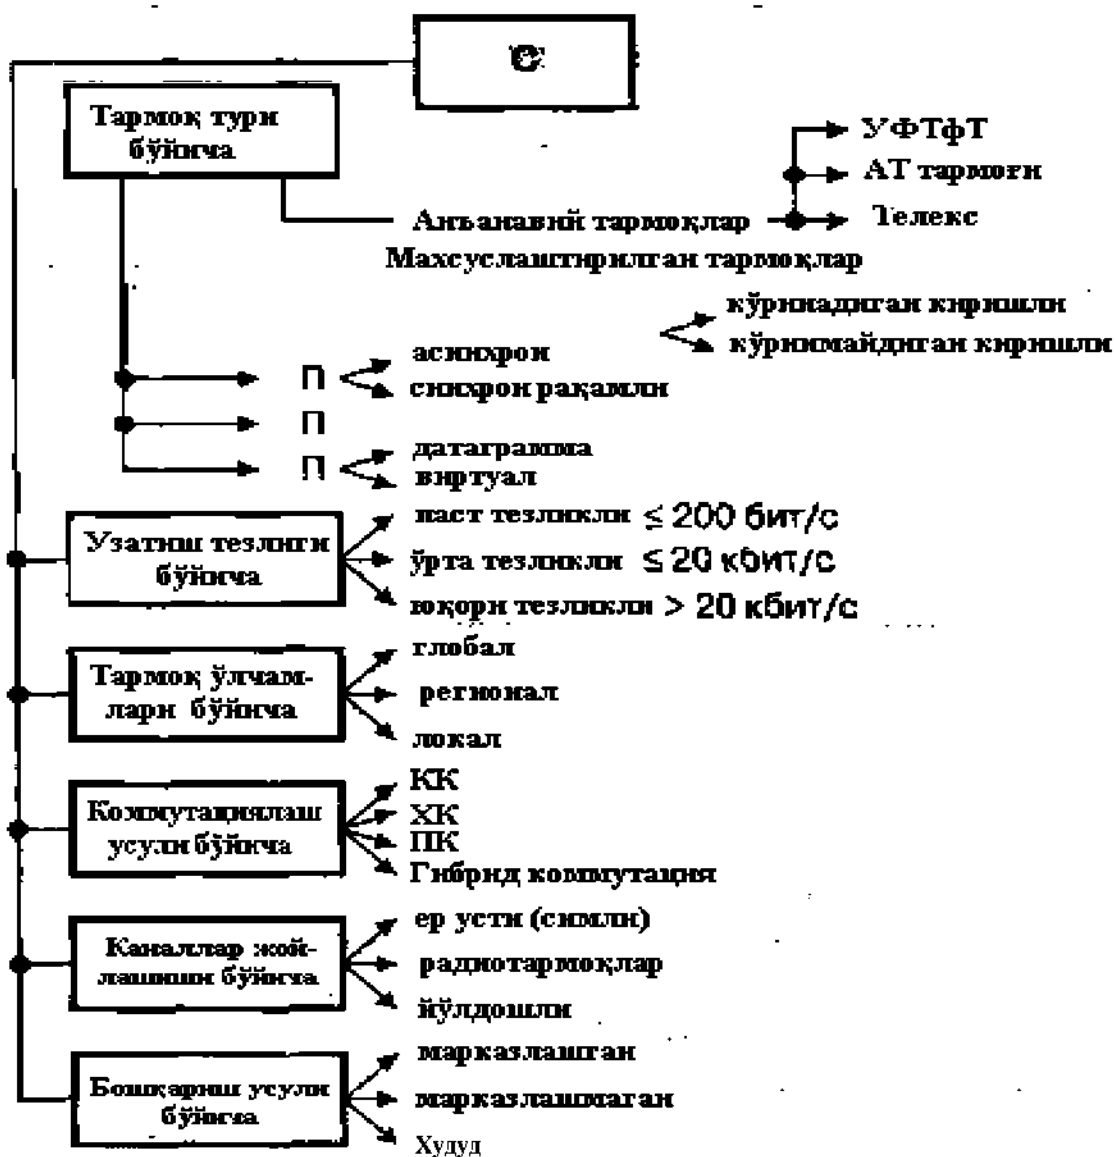 С
Тармоқ тури
бўйича
УФТфТ
АТ тармоғи
Телекс
Анъанавий тармоқлар
Махсуслаштирилган тармоқлар
кўринадиган киришли
кўринмайдиган киришли
П
асинхрон
синхрон рақамли
П
П
датаграмма
виртуал
Узатиш тезлиги
бўйича
паст тезликли ≤ 200 бит/с
ўрта тезликли ≤ 20 кбит/с
юқори тезликли > 20 кбит/с
Тармоқ ўлчам-
лари бўйича
глобал
регионал
локал
Коммутациялаш
усули бўйича
КК
ХК
ПК
Гибрид коммутация
Каналлар жой-
лашиши бўйича
ер усти (симли)
радиотармоқлар
йўлдошли
Бошқариш усули
бўйича
марказлашган
марказлашмаган
Худуд